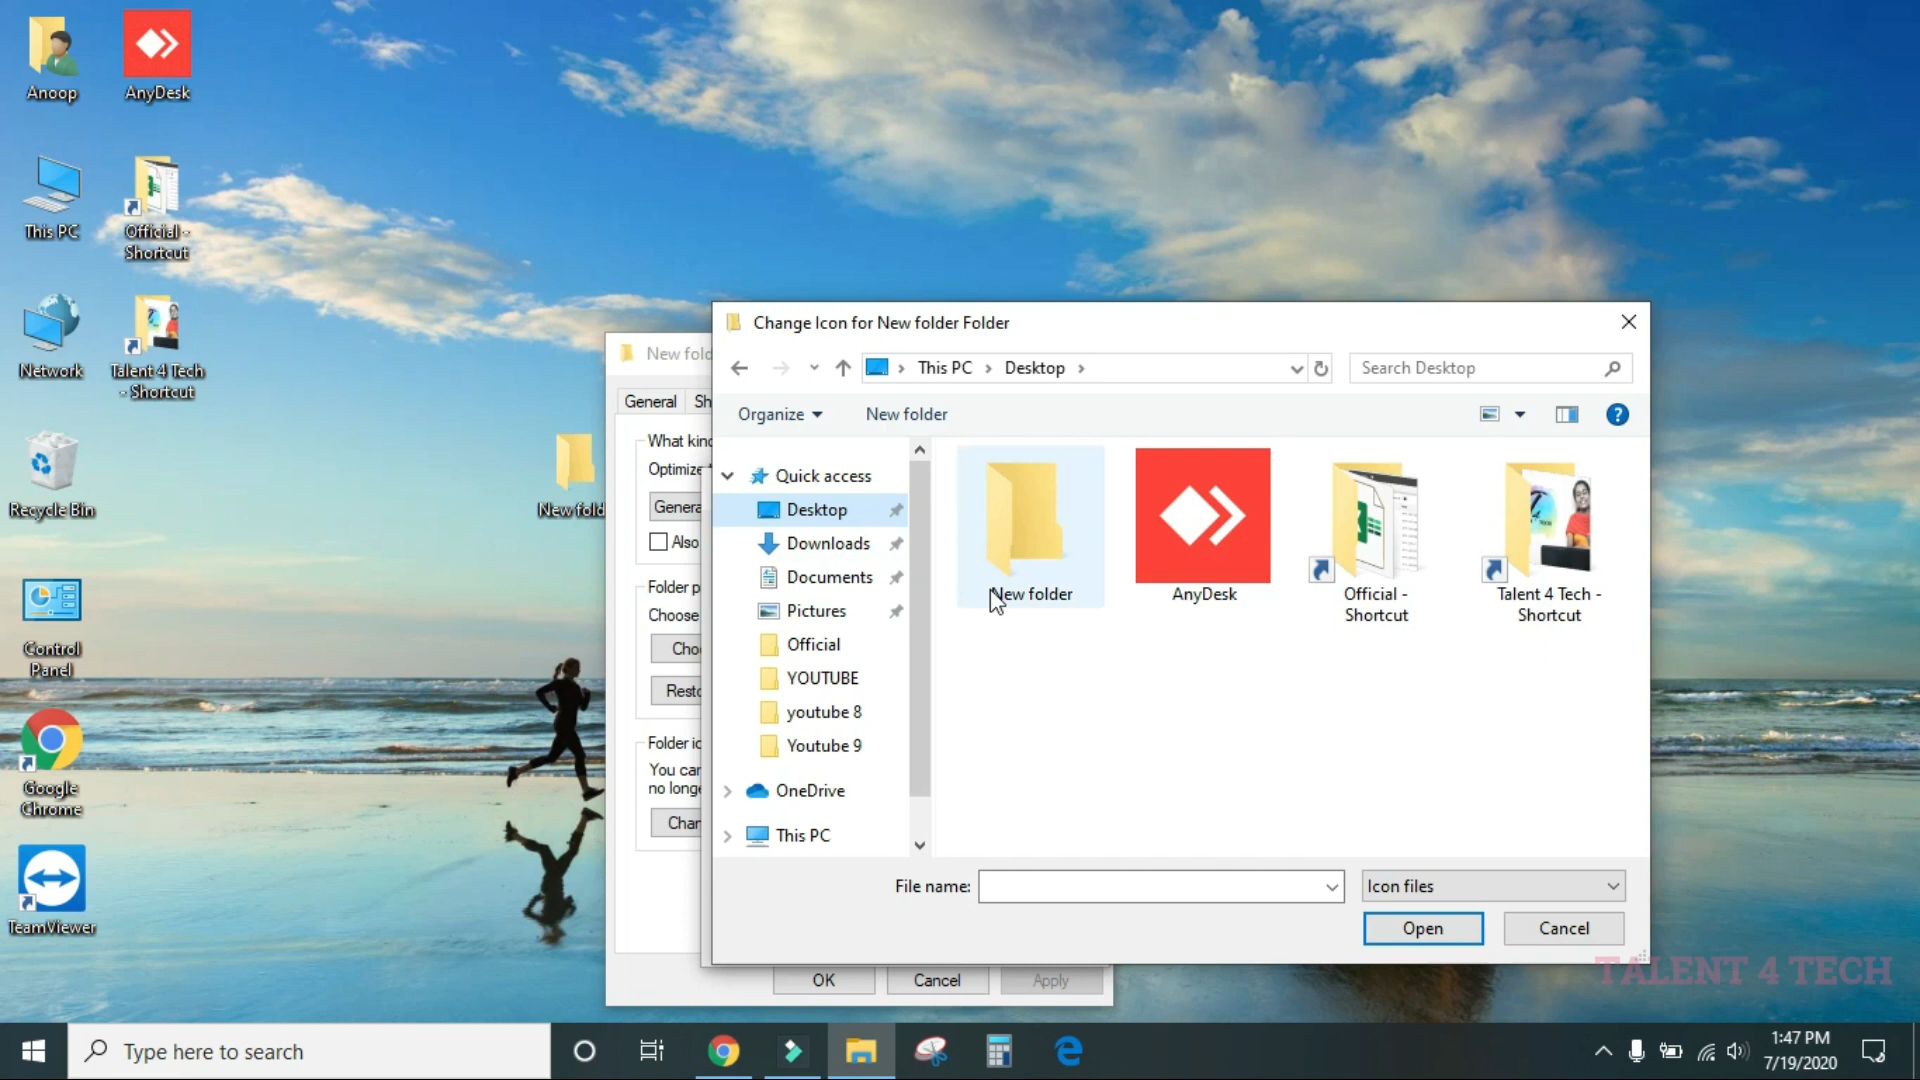 Anoop
AnyDesk
This PC
Official -
Shortcut
Network
Talent 4 Tech
- Shortcut
Recycle Bin
New fold
Control
Panel
Google
Chrome
TeamViewer
New fold
General
Sh
What kind
Optimize
Genera
Also
Folder p
Choose
Cho
Resto
Folder ic
You can
no longe
Chan
OK
Cancel
Apply
Change Icon for New folder Folder
This PC
Desktop
Search Desktop
Organize
New folder
Quick access
Desktop
Downloads
Documents
Pictures
Official
YOUTUBE
youtube 8
Youtube 9
OneDrive
This PC
New folder
AnyDesk
Official -
Shortcut
Talent 4 Tech -
Shortcut
File name:
Icon files
Open
Cancel
TALENT 4 TECH
Type here to search
1:47 PM
7/19/2020